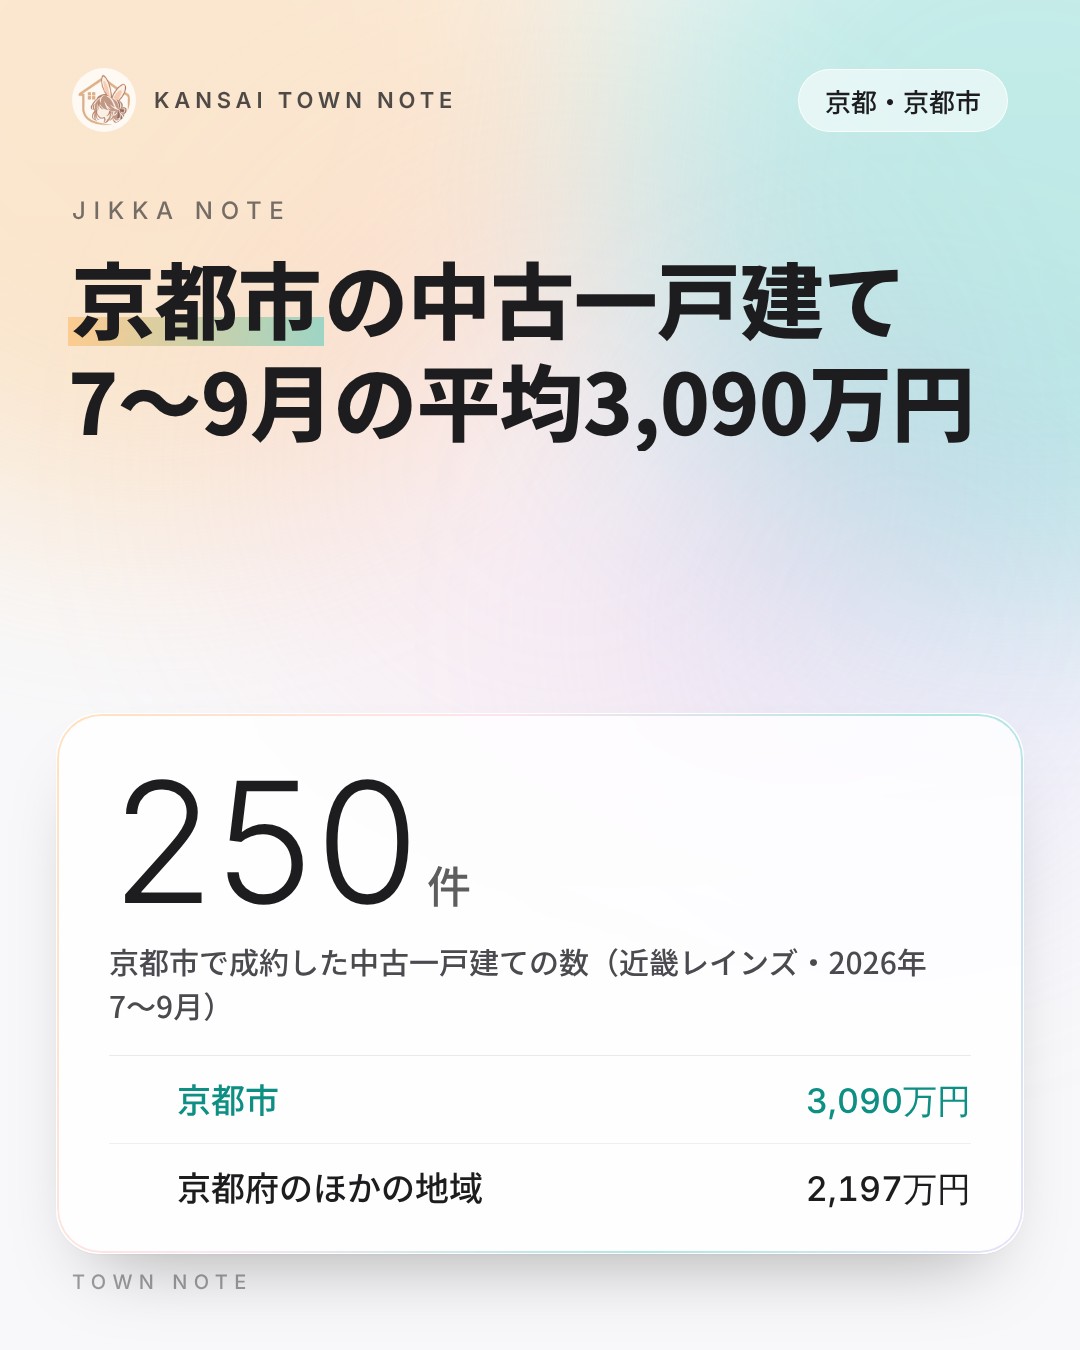 KANSAI TOWN NOTE
京都・京都市
JIKKA NOTE
京都市の中古一戸建て
7〜9月の平均3,090万円
250件
京都市で成約した中古一戸建ての数（近畿レインズ・2026年
7〜9月）
京都市 3,090万円
京都府のほかの地域 2,197万円
TOWN NOTE